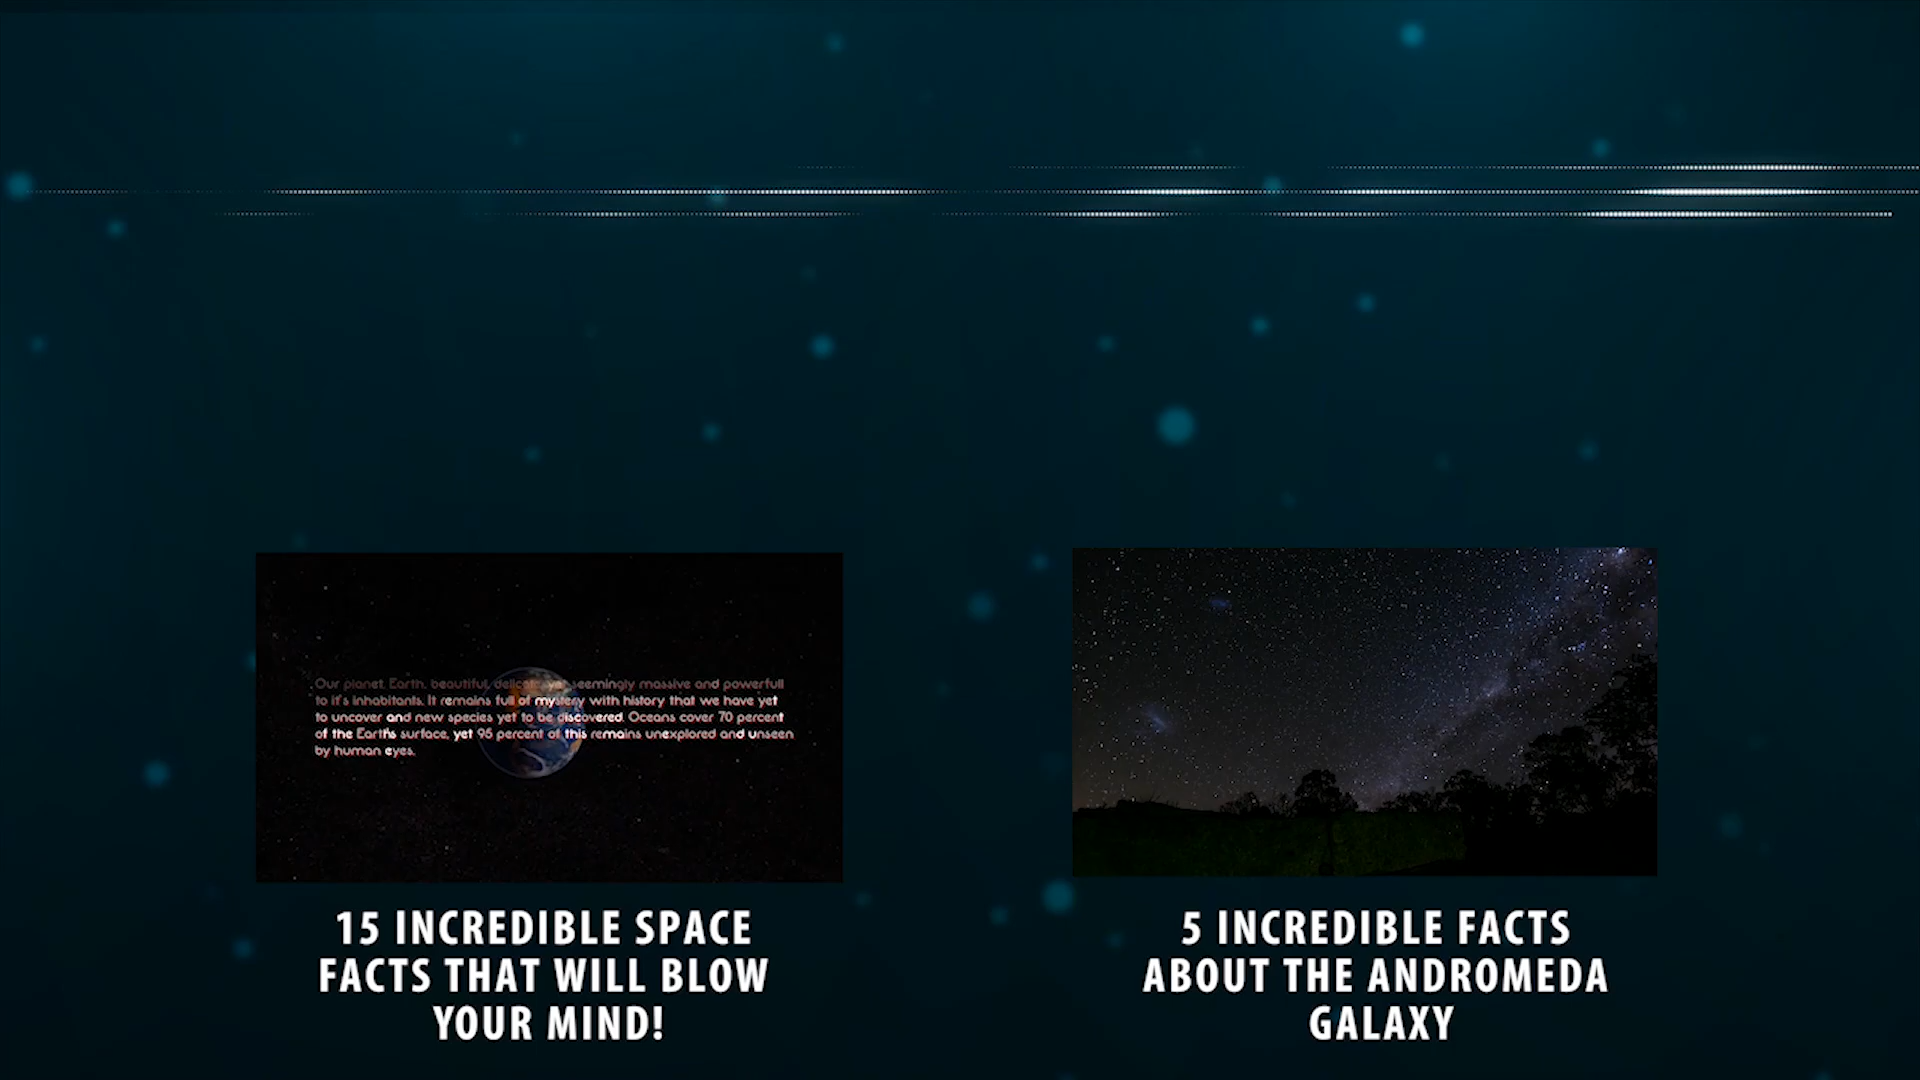 Our planet Earth, beautiful, delicate yet seemingly massive and powerfull
to it's inhabitants. It remains full of mystery with history that we have yet
to uncover and new species yet to be discovered. Oceans cover 70 percent
of the Earth's surface, yet 95 percent of this remains unexplored and unseen
by human eyes.
15 INCREDIBLE SPACE
FACTS THAT WILL BLOW
YOUR MIND!
5 INCREDIBLE FACTS
ABOUT THE ANDROMEDA
GALAXY